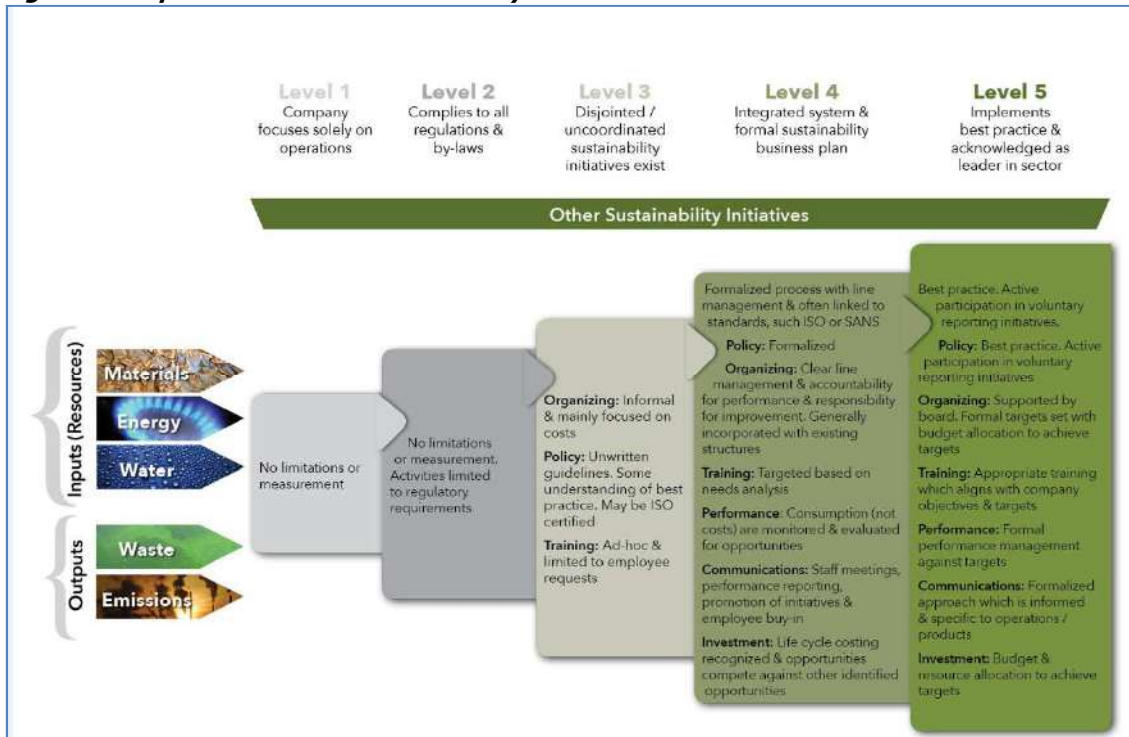 Level 1
Company
focuses solely on
operations
Level 2
Complies to all
regulations &
by-laws
Level 3
Disjointed /
uncoordinated
sustainability
initiatives exist
Level 4
Integrated system &
formal sustainability
business plan
Level 5
Implements
best practice &
acknowledged as
leader in sector
Other Sustainability Initiatives
Inputs (Resources)
Materials
Energy
Water
Outputs
Waste
Emissions
No limitations or
measurement
No limitations
or measurement.
Activities limited
to regulatory
requirements
Organizing: Informal
& mainly focused on
costs
Policy: Unwritten
guidelines. Some
understanding of best
practice. May be ISO
certified
Training: Ad-hoc &
limited to employee
requests
Formalized process with line
management & often linked to
standards, such ISO or SANS
Policy: Formalized
Organizing: Clear line
management & accountability
for performance & responsibility
for improvement. Generally
incorporated with existing
structures
Training: Targeted based on
needs analysis
Performance: Consumption (not
costs) are monitored & evaluated
for opportunities
Communications: Staff meetings,
performance reporting,
promotion of initiatives &
employee buy-in
Investment: Life cycle costing
recognized & opportunities
compete against other identified
opportunities
Best practice. Active
participation in voluntary
reporting initiatives.
Policy: Best practice. Active
participation in voluntary
reporting initiatives
Organizing: Supported by
board. Formal targets set with
budget allocation to achieve
targets
Training: Appropriate training
which aligns with company
objectives & targets
Performance: Formal
performance management
against targets
Communications: Formalized
approach which is informed
& specific to operations /
products
Investment: Budget &
resource allocation to achieve
targets